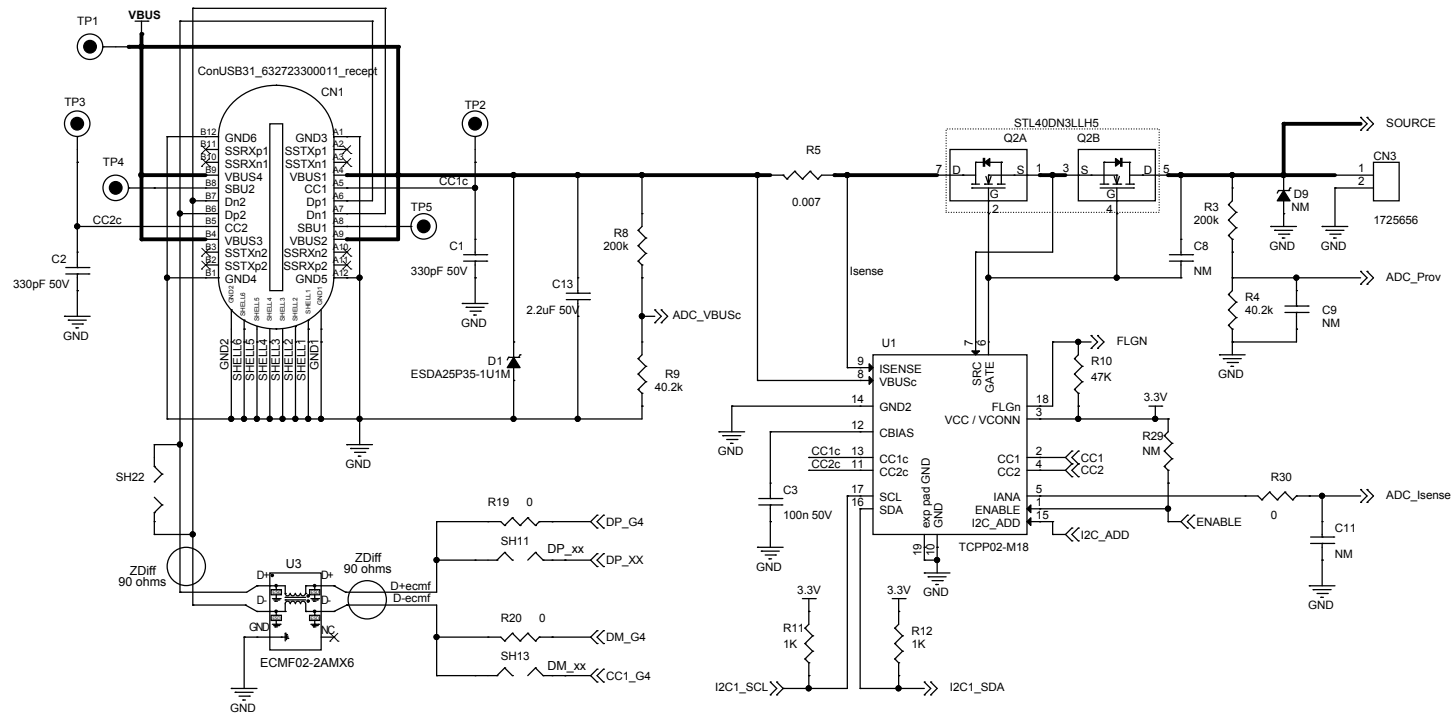 VBUS
TP1
ConUSB31_632723300011_recept
CN1
TP3
TP2
TP4
TP5
B12 GND6 GND3 A1
B11 SSRXp1 SSTXp1 A2
B10 SSRXn1 SSTXn1 A3
B9 VBUS4 VBUS1 A4
B8 SBU2 CC1 A5
B7 Dn2 Dp1 A6
B6 Dp2 Dn1 A7
B5 CC2 SBU1 A8
B4 VBUS3 VBUS2 A9
B3 SSTXn2 SSRXn2 A10
B2 SSTXp2 SSRXp2 A11
B1 GND4 GND5 A12
GND2 SHELL6 SHELL5 SHELL4 SHELL3 SHELL2 SHELL1 GND1
GND2 SHELL6 SHELL5 SHELL4 SHELL3 SHELL2 SHELL1 GND1
CC1c
CC2c
C2
330pF 50V
GND
C1
330pF 50V
GND
D1
ESDA25P35-1U1M
C13
2.2uF 50V
R8
200k
ADC_VBUSc
R9
40.2k
GND
R5
0.007
Isense
STL40DN3LLH5
Q2A Q2B
7 D S 1 3 S D 5
G G
2 4
SOURCE
CN3
1
2
1725656
D9
NM
GND
GND
R3
200k
C8
NM
ADC_Prov
R4
40.2k
C9
NM
GND
U1
7 6
SRC
GATE
9 ISENSE
8 VBUSc
14 GND2
12 CBIAS
CC1c 13 CC1c
CC2c 11 CC2c
17 SCL
16 SDA
exp pad GND
GND
19 10
FLGn 18
VCC / VCONN 3
CC1 2
CC2 4
IANA 5
ENABLE 1
I2C_ADD 15
TCPP02-M18
GND
GND
C3
100n 50V
GND
FLGN
R10
47K
3.3V
R29
NM
CC1
CC2
ENABLE
I2C_ADD
R30
0
ADC_Isense
C11
NM
GND
SH22
ZDiff
90 ohms
U3
D+ D+
D- D-
GND NC
ECMF02-2AMX6
GND
ZDiff
90 ohms
D+ecmf
D-ecmf
R19 0
DP_G4
SH11 DP_xx
DP_XX
R20 0
DM_G4
SH13 DM_xx
CC1_G4
3.3V
R11
1K
3.3V
R12
1K
I2C1_SCL
I2C1_SDA